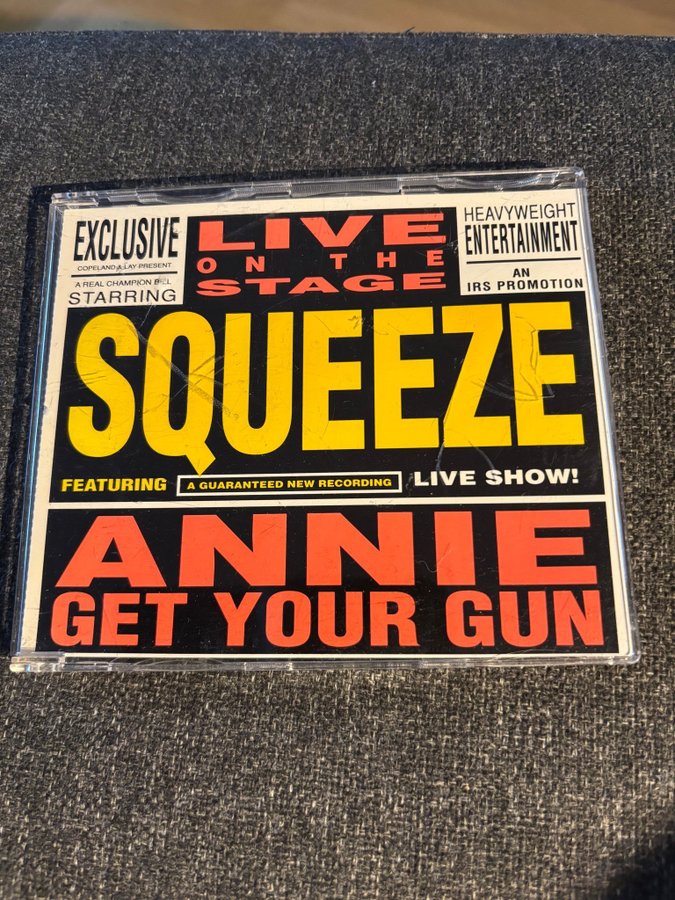 EXCLUSIVE
COPELAND & LAY PRESENT
A REAL CHAMPION BILL
STARRING
LIVE
ON THE
STAGE
HEAVYWEIGHT
ENTERTAINMENT
AN
IRS PROMOTION
SQUEEZE
FEATURING A GUARANTEED NEW RECORDING LIVE SHOW!
ANNIE
GET YOUR GUN